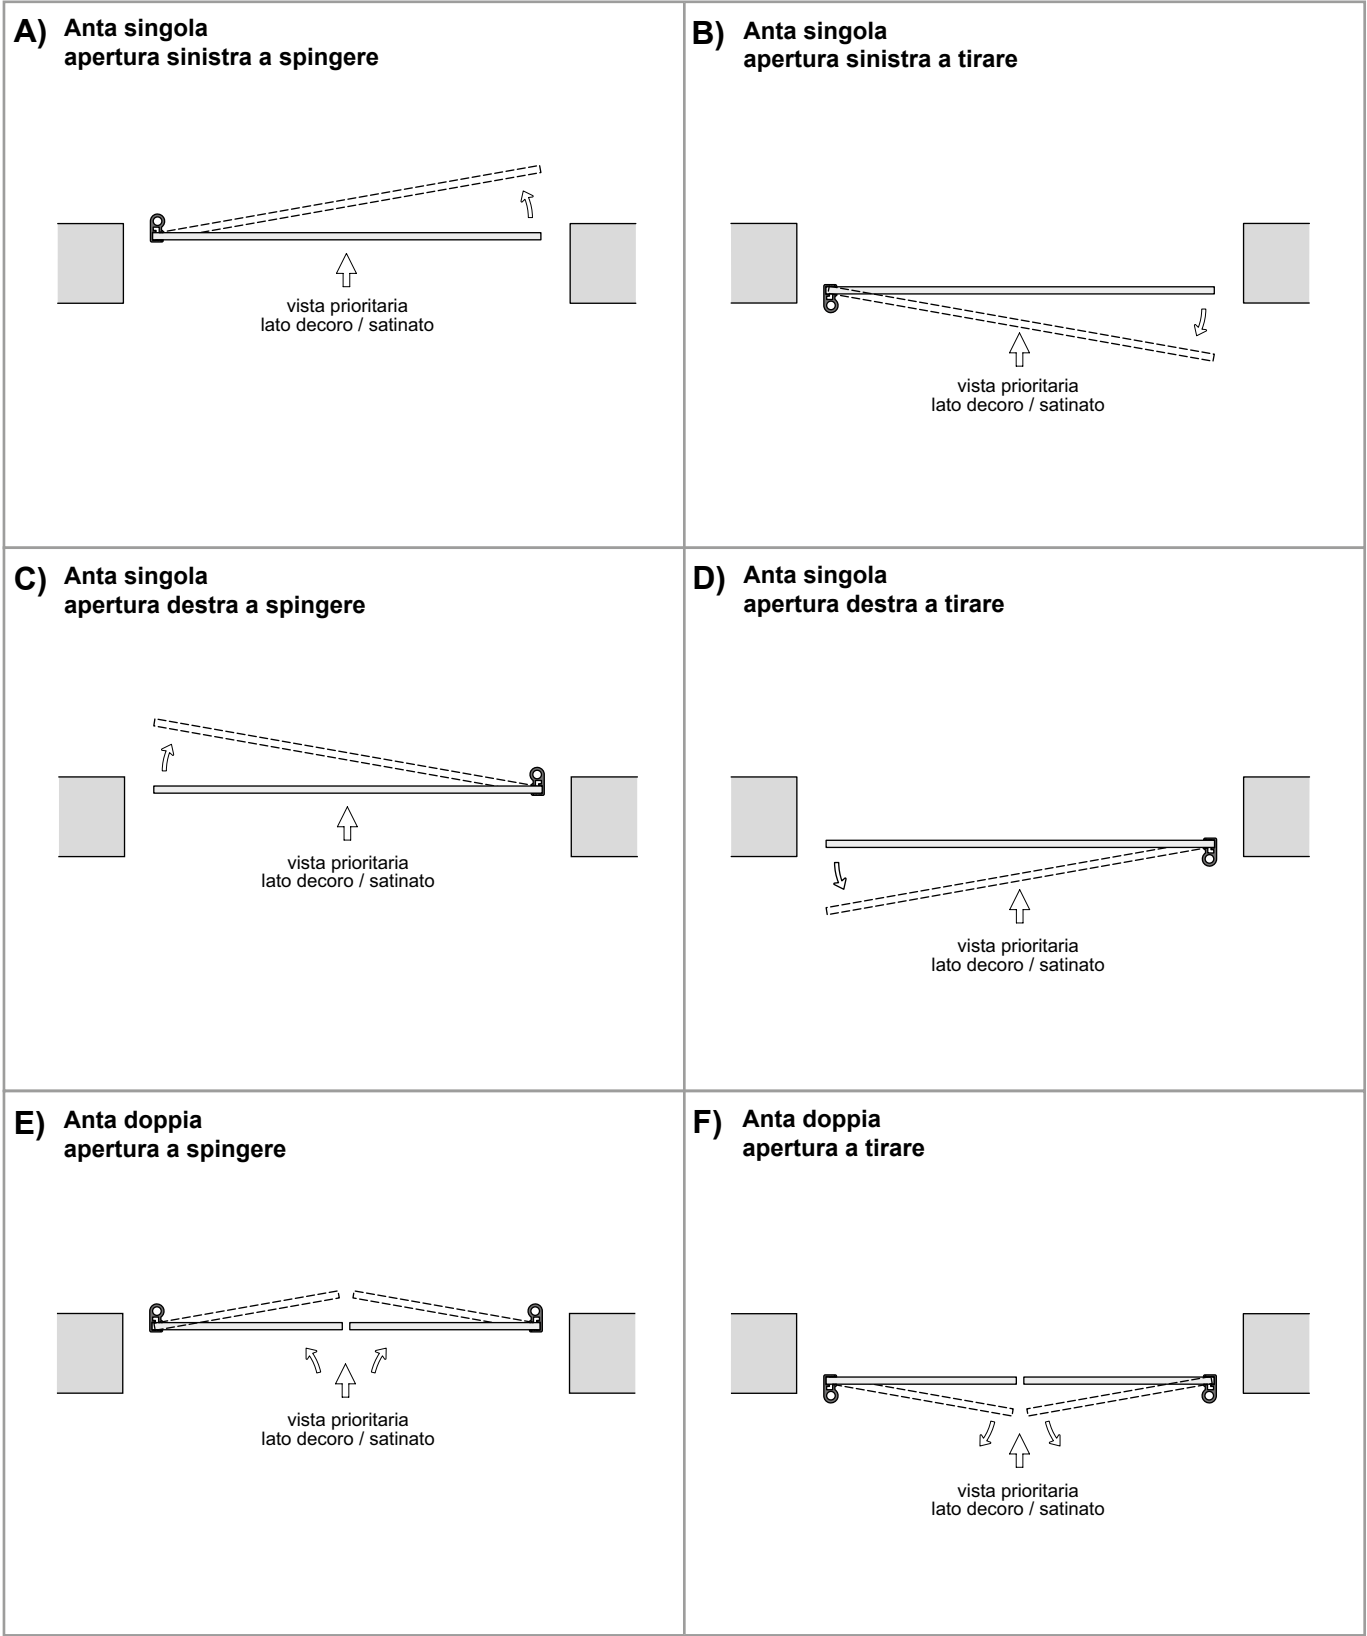 A) Anta singola
apertura sinistra a spingere
vista prioritaria
lato decoro / satinato
B) Anta singola
apertura sinistra a tirare
vista prioritaria
lato decoro / satinato
C) Anta singola
apertura destra a spingere
vista prioritaria
lato decoro / satinato
D) Anta singola
apertura destra a tirare
vista prioritaria
lato decoro / satinato
E) Anta doppia
apertura a spingere
vista prioritaria
lato decoro / satinato
F) Anta doppia
apertura a tirare
vista prioritaria
lato decoro / satinato